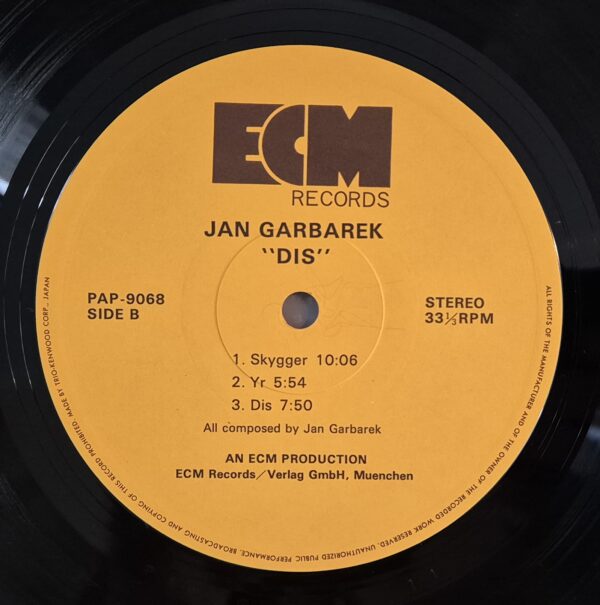 ECM
RECORDS
JAN GARBAREK
"DIS"
PAP-9068
SIDE B
STEREO
33⅓RPM
1. Skygger 10:06
2. Yr 5:54
3. Dis 7:50
All composed by Jan Garbarek
AN ECM PRODUCTION
ECM Records/Verlag GmbH, Muenchen
ALL RIGHTS OF THE MANUFACTURER AND OF THE OWNER OF THE RECORDED WORK RESERVED. UNAUTHORIZED PUBLIC PERFORMANCE, BROADCASTING AND COPYING OF THIS RECORD PROHIBITED. MADE BY TRIO-KENWOOD CORP., JAPAN